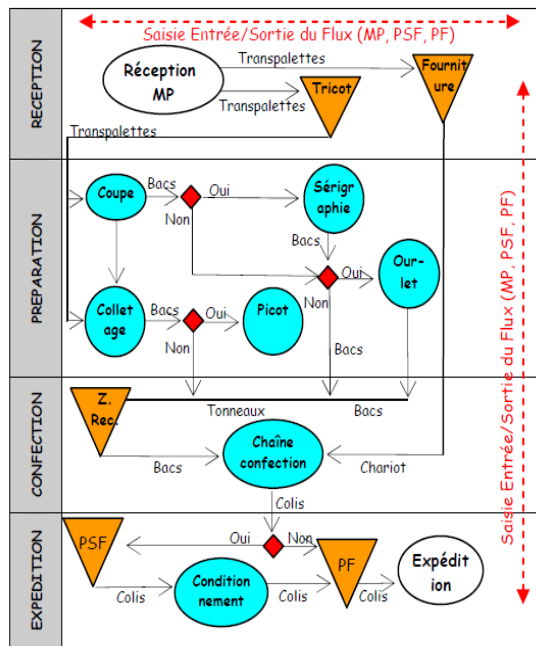 Saisie Entrée/Sortie du Flux (MP, PSF, PF)
RECEPTION
Réception
MP
Transpalettes
Transpalettes
Tricot
Fournit
ure
Transpalettes
Saisie Entrée/Sortie du Flux (MP, PSF, PF)
PREPARATION
Coupe
Bacs
Oui
Non
Sérigr
aphie
Bacs
Oui
Non
Our-
let
Collet
age
Bacs
Oui
Non
Picot
Bacs
CONFECTION
Z.
Rec.
Tonneaux
Bacs
Chaîne
confection
Bacs
Chariot
Colis
EXPEDITION
PSF
Oui
Non
PF
Expédit
ion
Colis
Condition
nement
Colis
Colis